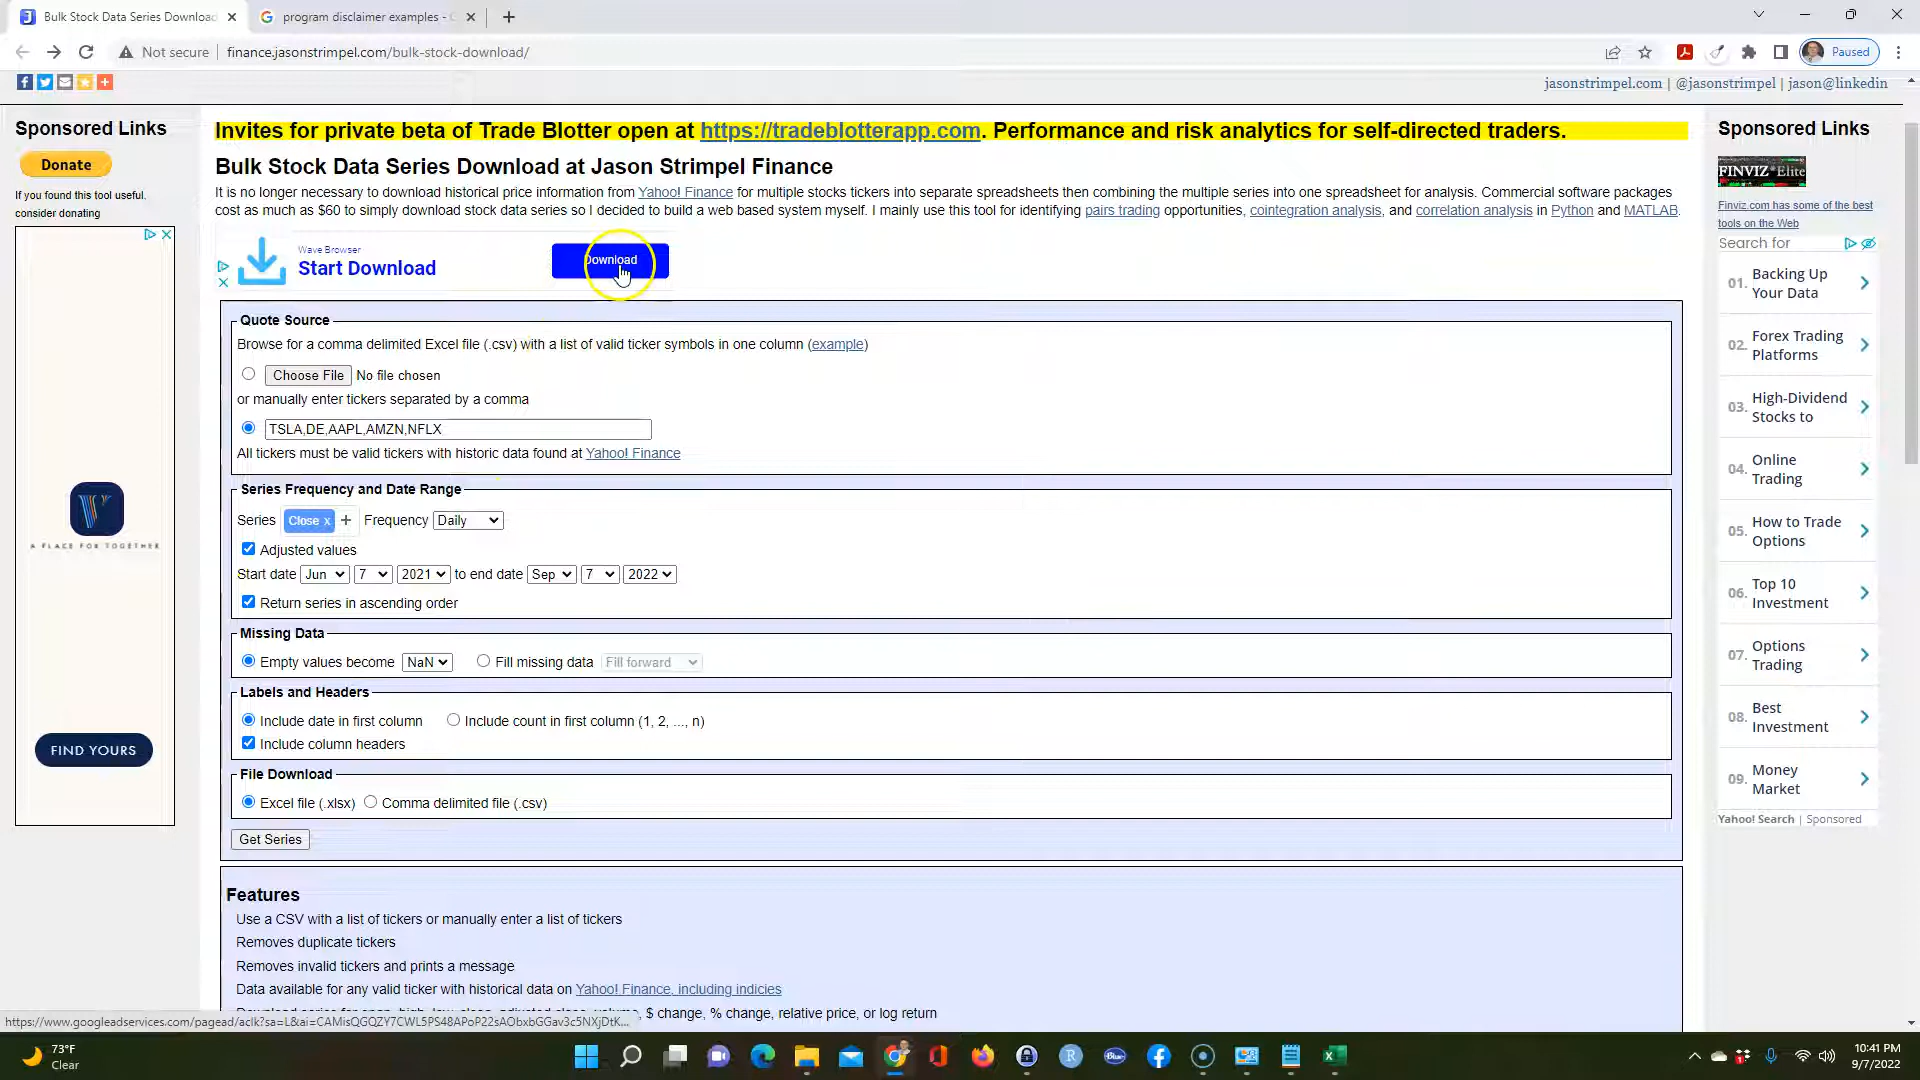 Bulk Stock Data Series Download
program disclaimer examples -
Not secure
finance.jasonstrimpel.com/bulk-stock-download/
Paused
jasonstrimpel.com | @jasonstrimpel | jason@linkedin
Sponsored Links
Donate
If you found this tool useful.
consider donating
A PLACE FOR TOGETHER
FIND YOURS
Invites for private beta of Trade Blotter open at https://tradeblotterapp.com. Performance and risk analytics for self-directed traders.
Bulk Stock Data Series Download at Jason Strimpel Finance
It is no longer necessary to download historical price information from Yahoo! Finance for multiple stocks tickers into separate spreadsheets then combining the multiple series into one spreadsheet for analysis. Commercial software packages
cost as much as $60 to simply download stock data series so I decided to build a web based system myself. I mainly use this tool for identifying pairs trading opportunities, cointegration analysis, and correlation analysis in Python and MATLAB.
Wave Browser
Start Download
Download
Quote Source
Browse for a comma delimited Excel file (.csv) with a list of valid ticker symbols in one column (example)
Choose File No file chosen
or manually enter tickers separated by a comma
TSLA,DE,AAPL,AMZN,NFLX
All tickers must be valid tickers with historic data found at Yahoo! Finance
Series Frequency and Date Range
Series Close x + Frequency Daily
Adjusted values
Start date Jun 7 2021 to end date Sep 7 2022
Return series in ascending order
Missing Data
Empty values become NaN Fill missing data Fill forward
Labels and Headers
Include date in first column Include count in first column (1, 2, ..., n)
Include column headers
File Download
Excel file (.xlsx) Comma delimited file (.csv)
Get Series
Features
Use a CSV with a list of tickers or manually enter a list of tickers
Removes duplicate tickers
Removes invalid tickers and prints a message
Data available for any valid ticker with historical data on Yahoo! Finance, including indicies
$ change, % change, relative price, or log return
Sponsored Links
FINVIZ*Elite
Finviz.com has some of the best
tools on the Web
Search for
01. Backing Up
Your Data
02. Forex Trading
Platforms
03. High-Dividend
Stocks to
04. Online
Trading
05. How to Trade
Options
06. Top 10
Investment
07. Options
Trading
08. Best
Investment
09. Money
Market
Yahoo! Search | Sponsored
73°F
Clear
10:41 PM
9/7/2022